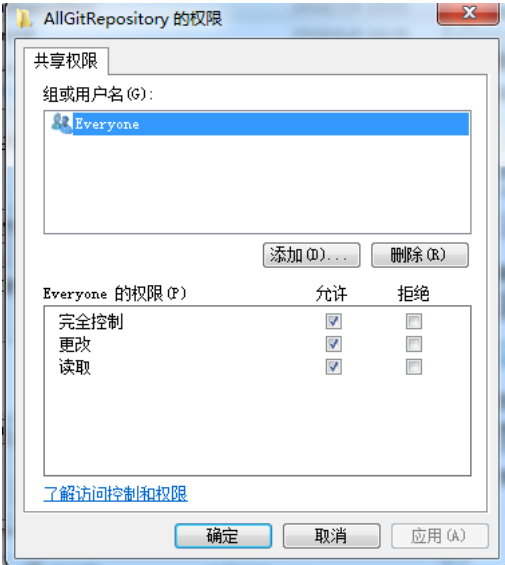 AllGitRepository 的权限
共享权限
组或用户名(G):
Everyone
添加(D)... 删除(R)
Everyone 的权限(P) 允许 拒绝
完全控制
更改
读取
了解访问控制和权限
确定 取消 应用(A)